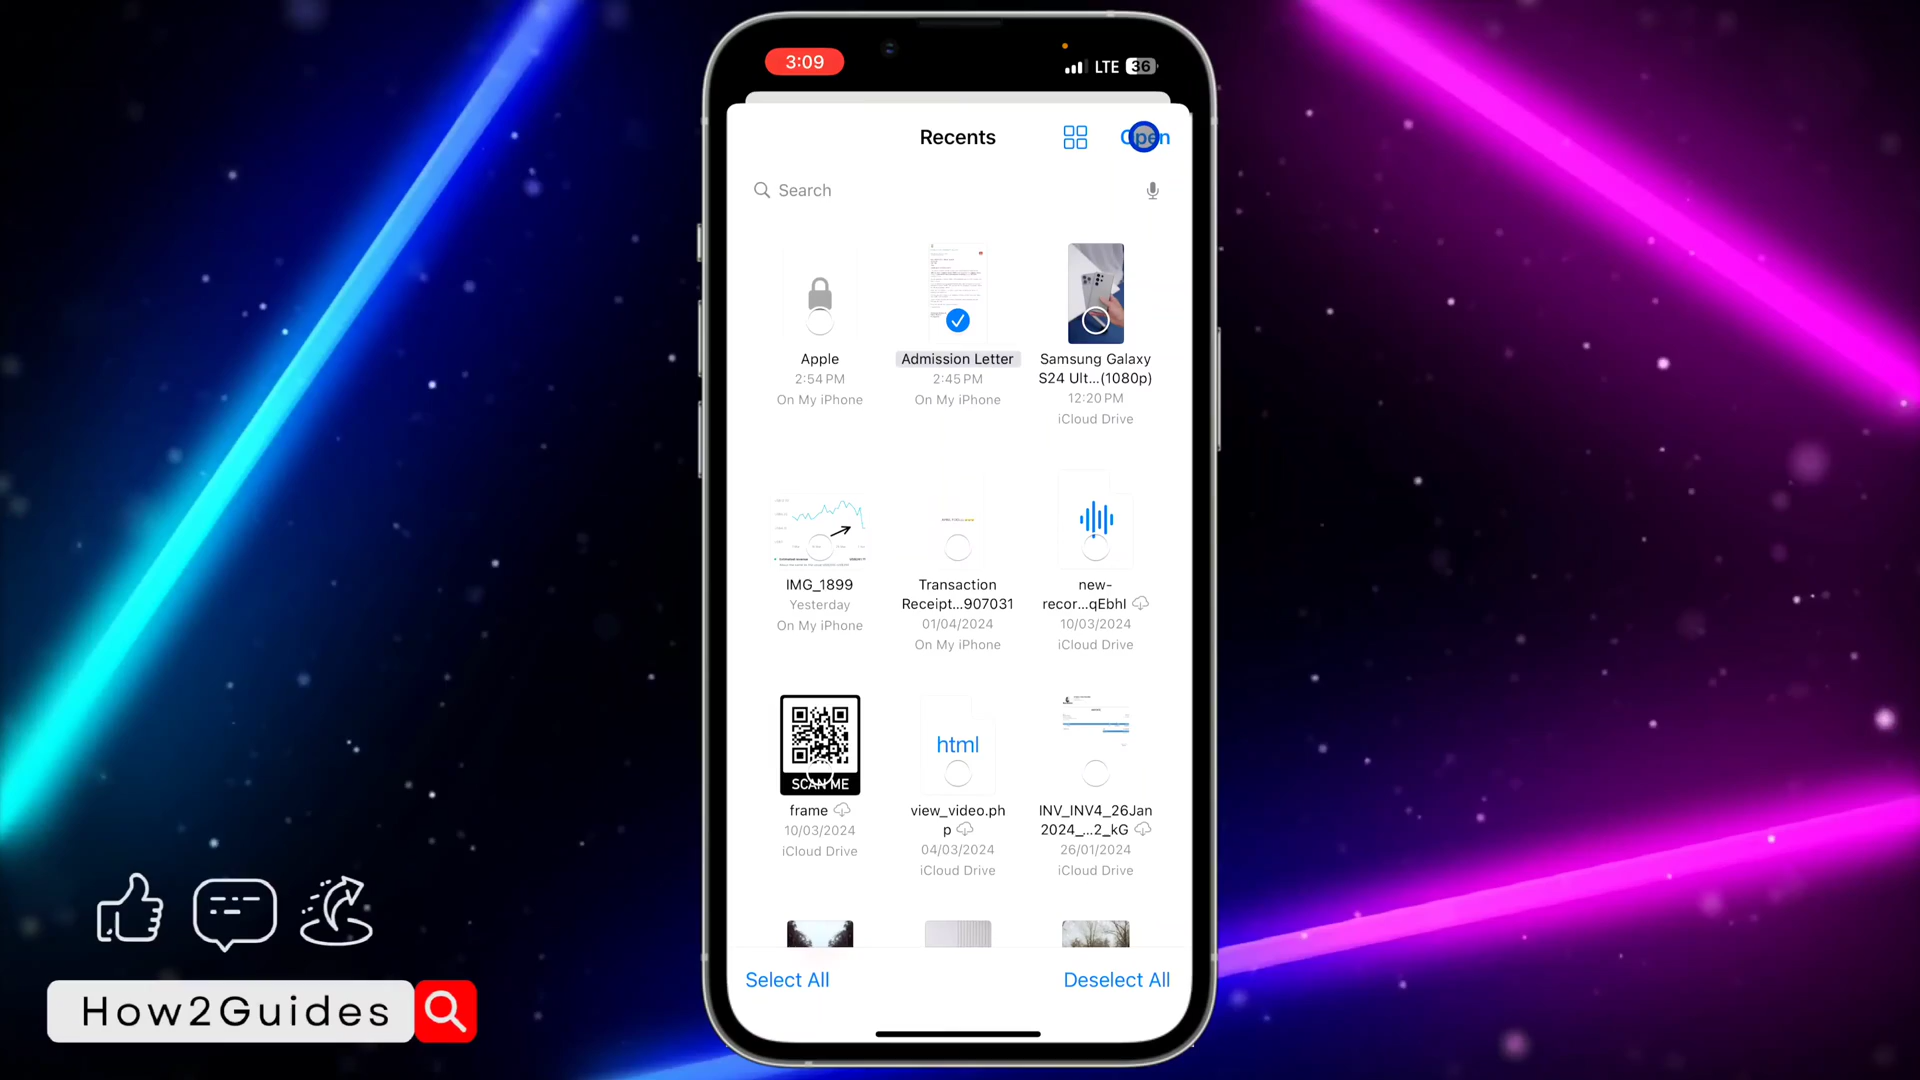 3:09
LTE 36
Recents
Open
Search
Apple
2:54 PM
On My iPhone
Admission Letter
2:45 PM
On My iPhone
Samsung Galaxy
S24 Ult...(1080p)
12:20 PM
iCloud Drive
IMG_1899
Yesterday
On My iPhone
Transaction
Receipt...907031
01/04/2024
On My iPhone
new-
recor...qEbhI
10/03/2024
iCloud Drive
SCAN ME
frame
10/03/2024
iCloud Drive
html
view_video.ph
p
04/03/2024
iCloud Drive
INV_INV4_26Jan
2024_...2_kG
26/01/2024
iCloud Drive
Select All
Deselect All
How2Guides